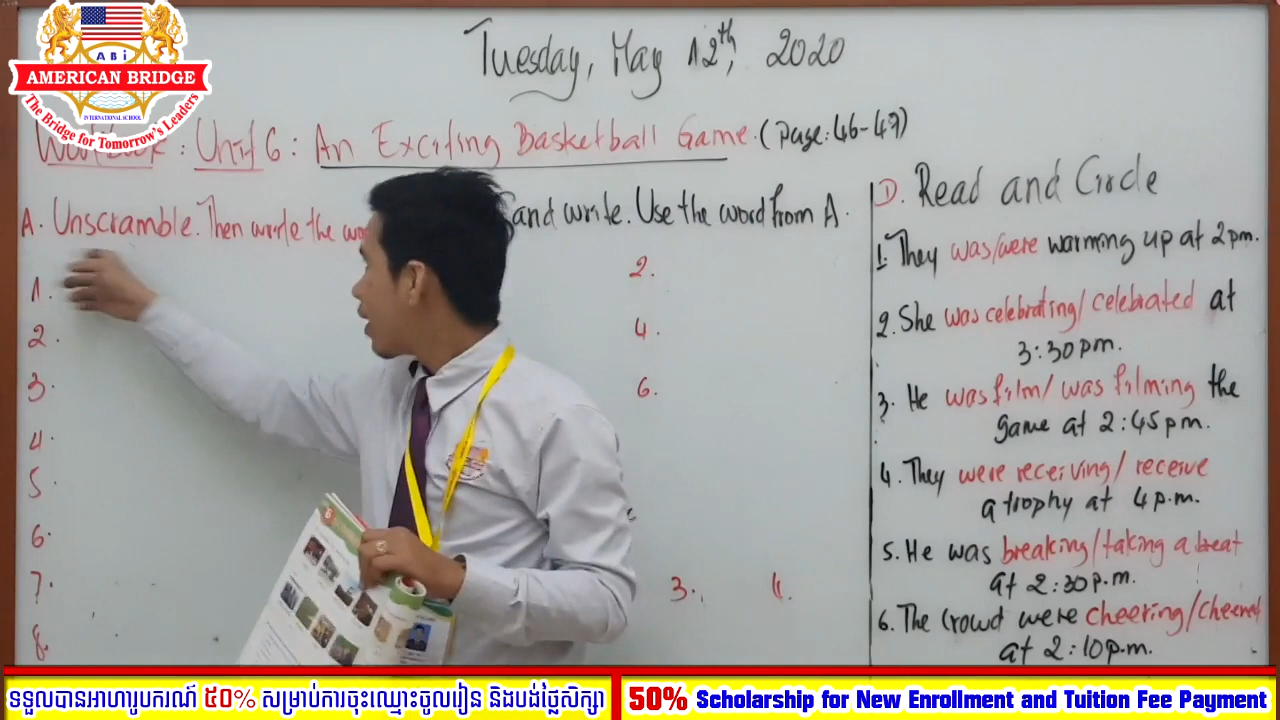 ABi
AMERICAN BRIDGE
INTERNATIONAL SCHOOL
The Bridge for Tomorrow's Leaders
Tuesday, May 12th, 2020
Workbook : Unit 6 : An Exciting Basketball Game. (page: 46-47)
A. Unscramble. Then write the
1.
2.
3.
4.
5.
6.
7.
8.
and write. Use the word from A.
2.
4.
6.
3.
4.
D. Read and Circle
1. They was/were warming up at 2pm.
2. She was celebrating/celebrated at
3:30pm.
3. He was film/ was filming the
game at 2:45pm.
4. They were receiving/ receive
a trophy at 4p.m.
5. He was breaking/taking a break
at 2:30p.m.
6. The crowd were cheering/cheered
at 2:10p.m.
ទទួលបានអាហារូបករណ៍ ៥០% សម្រាប់ការចុះឈ្មោះចូលរៀន និងបង់ថ្លៃសិក្សា
50% Scholarship for New Enrollment and Tuition Fee Payment